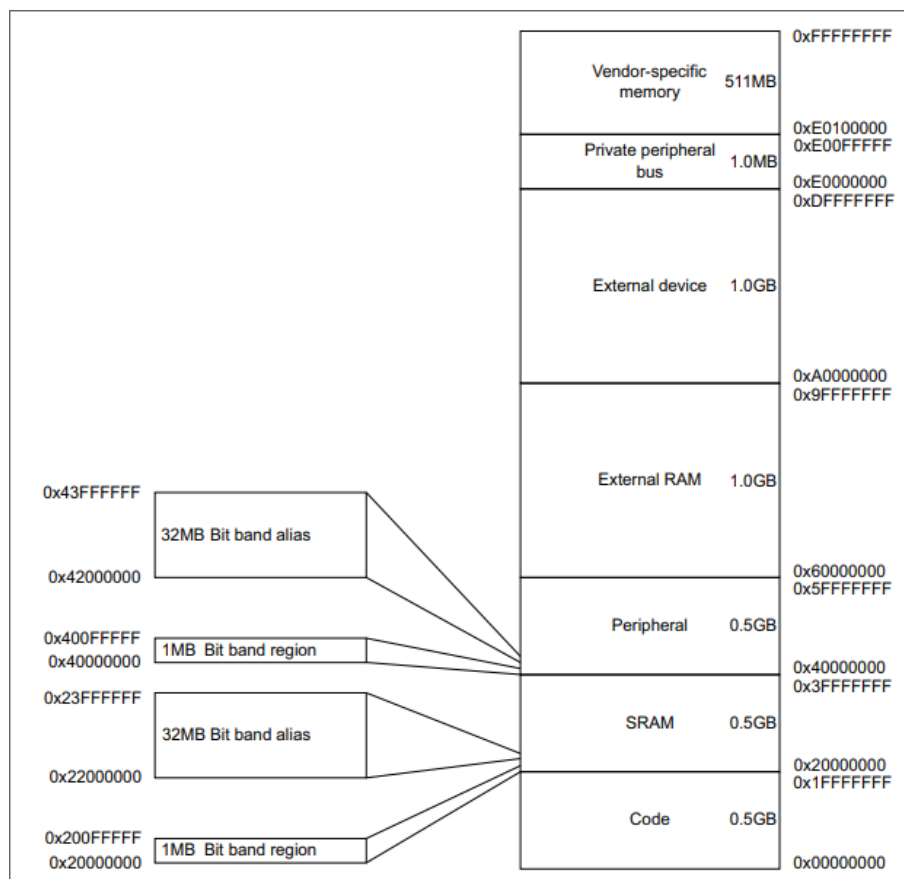 0xFFFFFFFF
Vendor-specific
memory
511MB
0xE0100000
0xE00FFFFF
Private peripheral
bus
1.0MB
0xE0000000
0xDFFFFFFF
External device
1.0GB
0xA0000000
0x9FFFFFFF
External RAM
1.0GB
0x60000000
0x5FFFFFFF
Peripheral
0.5GB
0x40000000
0x3FFFFFFF
SRAM
0.5GB
0x20000000
0x1FFFFFFF
Code
0.5GB
0x00000000
0x43FFFFFF
32MB Bit band alias
0x42000000
0x400FFFFF
1MB Bit band region
0x40000000
0x23FFFFFF
32MB Bit band alias
0x22000000
0x200FFFFF
1MB Bit band region
0x20000000